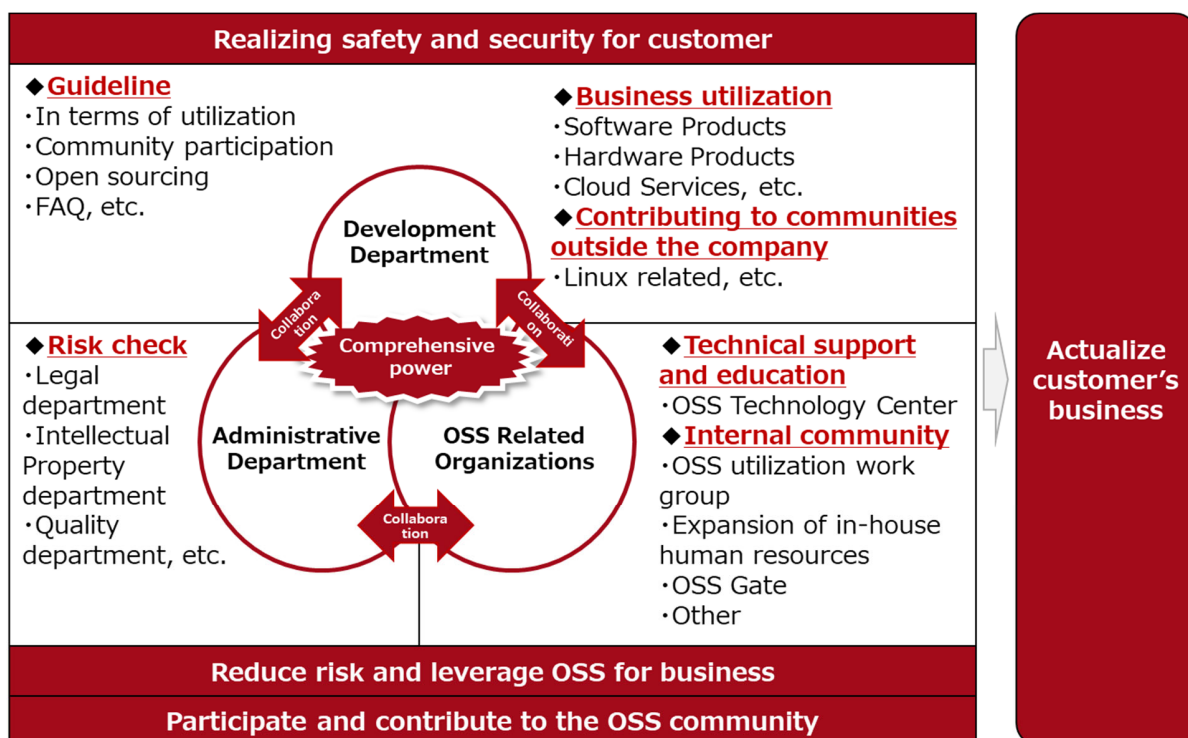 Realizing safety and security for customer
◆Guideline
・In terms of utilization
・Community participation
・Open sourcing
・FAQ, etc.
◆Business utilization
・Software Products
・Hardware Products
・Cloud Services, etc.
◆Contributing to communities
outside the company
・Linux related, etc.
Development
Department
Collabora
tion
Collaborati
on
Comprehensive
power
◆Risk check
・Legal
department
・Intellectual
Property
department
・Quality
department, etc.
Administrative
Department
OSS Related
Organizations
Collabora
tion
◆Technical support
and education
・OSS Technology Center
◆Internal community
・OSS utilization work
group
・Expansion of in-house
human resources
・OSS Gate
・Other
Reduce risk and leverage OSS for business
Participate and contribute to the OSS community
Actualize
customer’s
business